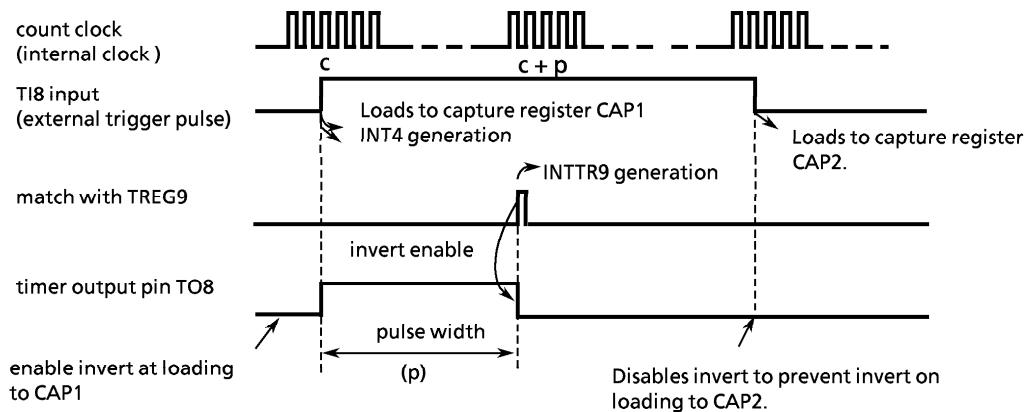 count clock
(internal clock )
c
c + p
TI8 input
(external trigger pulse)
Loads to capture register CAP1
INT4 generation
Loads to capture register
CAP2.
INTTR9 generation
match with TREG9
invert enable
timer output pin TO8
pulse width
(p)
enable invert at loading
to CAP1
Disables invert to prevent invert on
loading to CAP2.